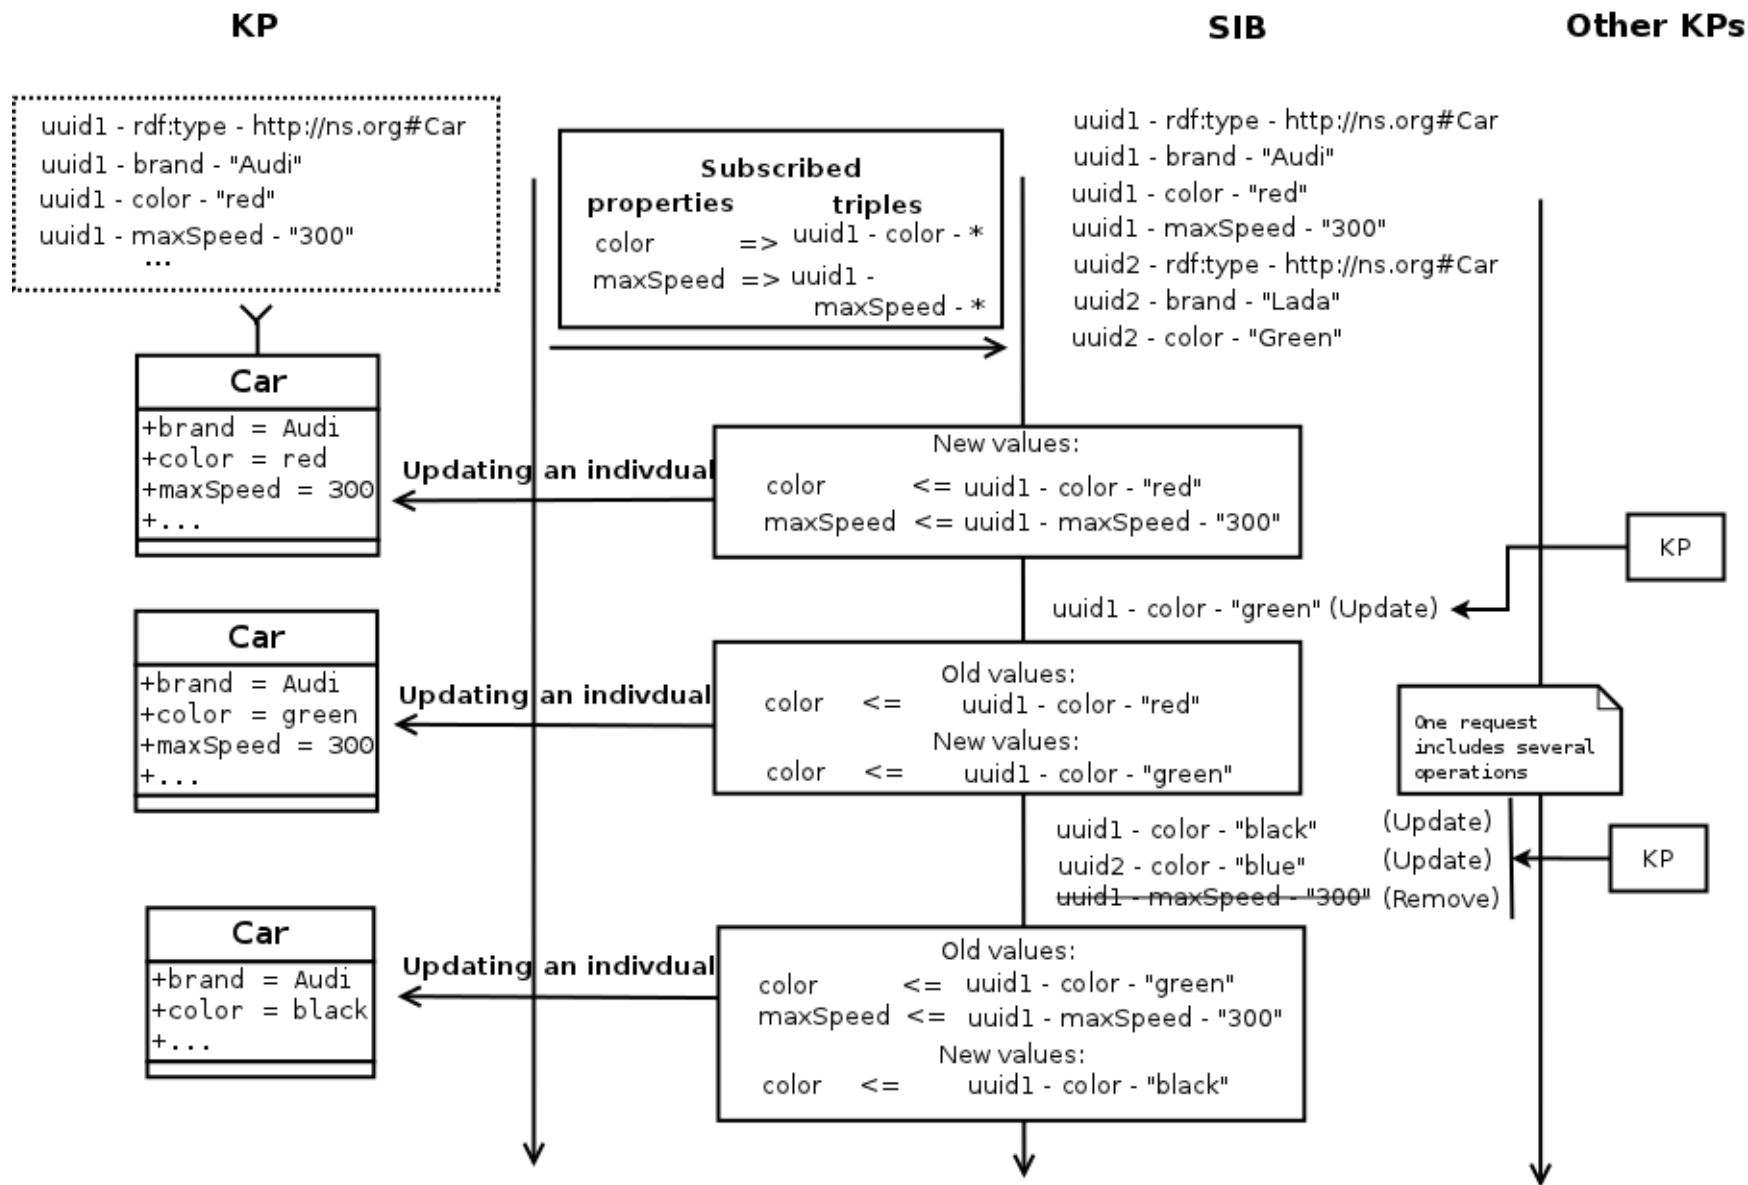 KP
SIB
Other KPs
uuid1 - rdf:type - http://ns.org#Car
uuid1 - brand - "Audi"
uuid1 - color - "red"
uuid1 - maxSpeed - "300"
...
Subscribed
properties triples
color => uuid1 - color - *
maxSpeed => uuid1 -
maxSpeed - *
uuid1 - rdf:type - http://ns.org#Car
uuid1 - brand - "Audi"
uuid1 - color - "red"
uuid1 - maxSpeed - "300"
uuid2 - rdf:type - http://ns.org#Car
uuid2 - brand - "Lada"
uuid2 - color - "Green"
Car
+brand = Audi
+color = red
+maxSpeed = 300
+...
Updating an indivdual
New values:
color <= uuid1 - color - "red"
maxSpeed <= uuid1 - maxSpeed - "300"
KP
uuid1 - color - "green" (Update)
Car
+brand = Audi
+color = green
+maxSpeed = 300
+...
Updating an indivdual
Old values:
color <= uuid1 - color - "red"
New values:
color <= uuid1 - color - "green"
One request
includes several
operations
uuid1 - color - "black" (Update)
uuid2 - color - "blue" (Update)
uuid1 - maxSpeed - "300" (Remove)
KP
Car
+brand = Audi
+color = black
+...
Updating an indivdual
Old values:
color <= uuid1 - color - "green"
maxSpeed <= uuid1 - maxSpeed - "300"
New values:
color <= uuid1 - color - "black"